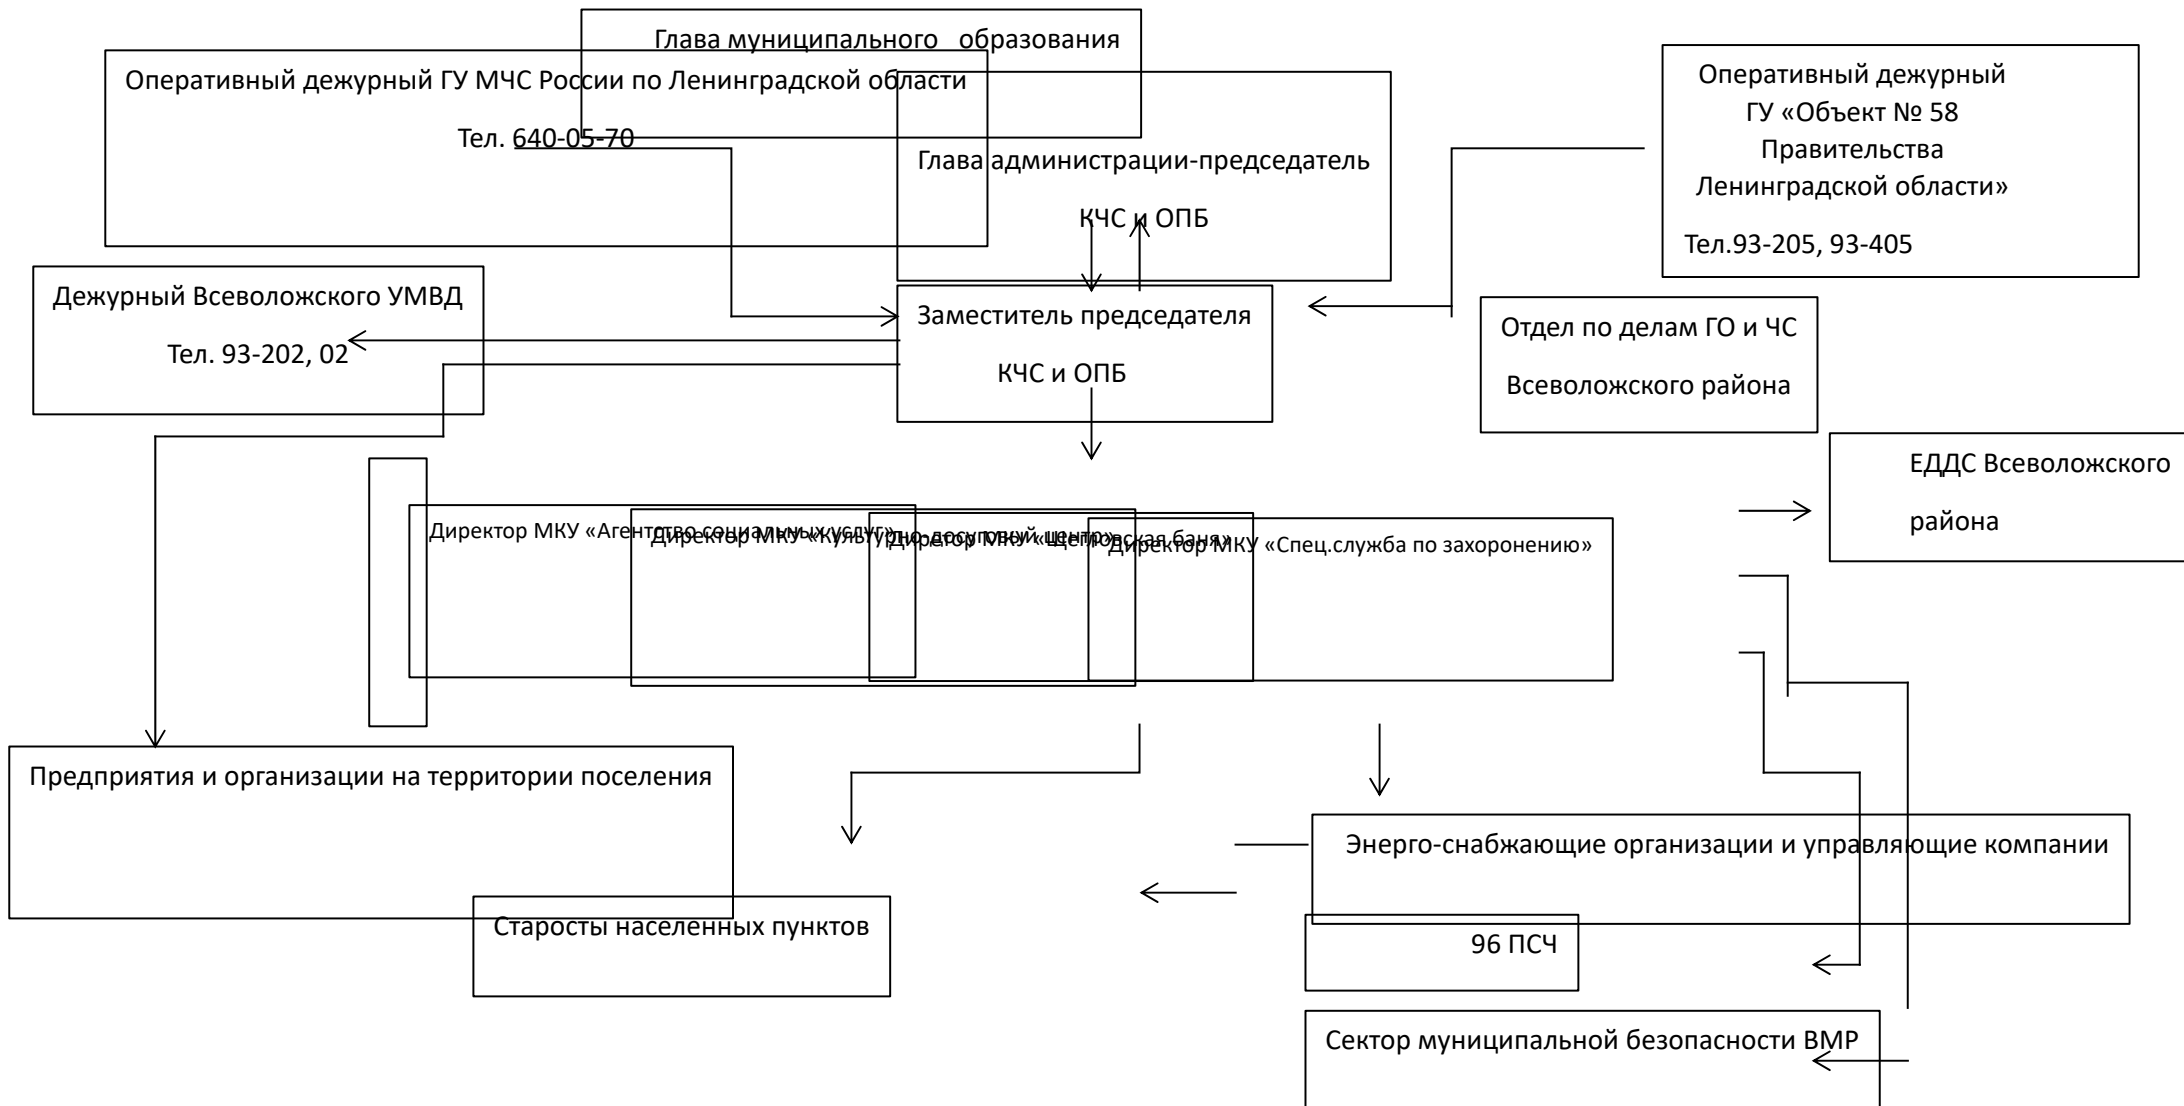 Глава муниципального образования
Оперативный дежурный ГУ МЧС России по Ленинградской области
Тел. 640-05-70
Глава администрации-председатель
КЧС и ОПБ
Оперативный дежурный
ГУ «Объект № 58
Правительства
Ленинградской области»
Тел.93-205, 93-405
Дежурный Всеволожского УМВД
Тел. 93-202, 02
Заместитель председателя
КЧС и ОПБ
Отдел по делам ГО и ЧС
Всеволожского района
ЕДДС Всеволожского
района
Директор МКУ «Агентство социальных услуг»
Директор МКУ «Культурно-досуговый центр»
Директор МКУ «Щегловская баня»
Директор МКУ «Спец.служба по захоронению»
Предприятия и организации на территории поселения
Энерго-снабжающие организации и управляющие компании
Старосты населенных пунктов
96 ПСЧ
Сектор муниципальной безопасности ВМР